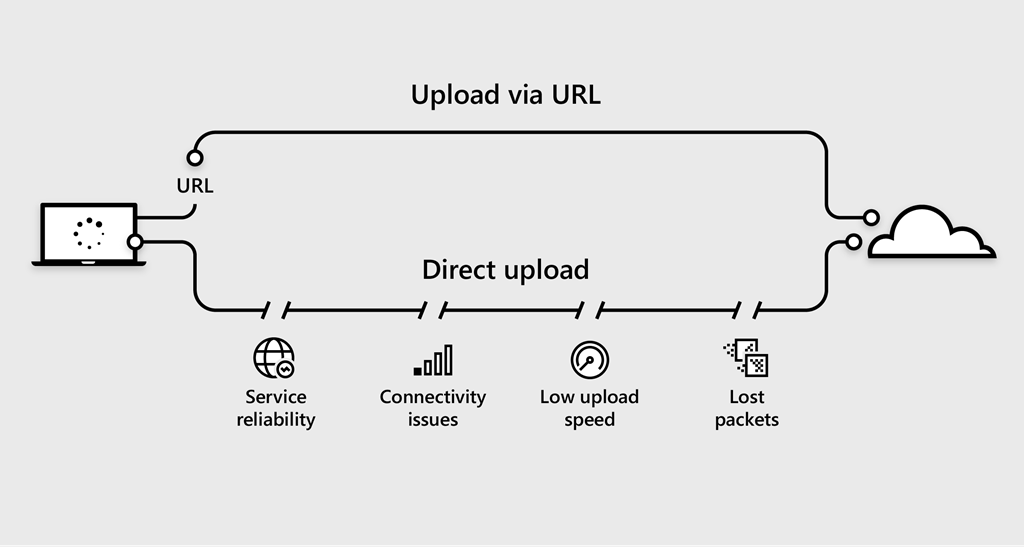 Upload via URL
URL
Direct upload
Service
reliability
Connectivity
issues
Low upload
speed
Lost
packets